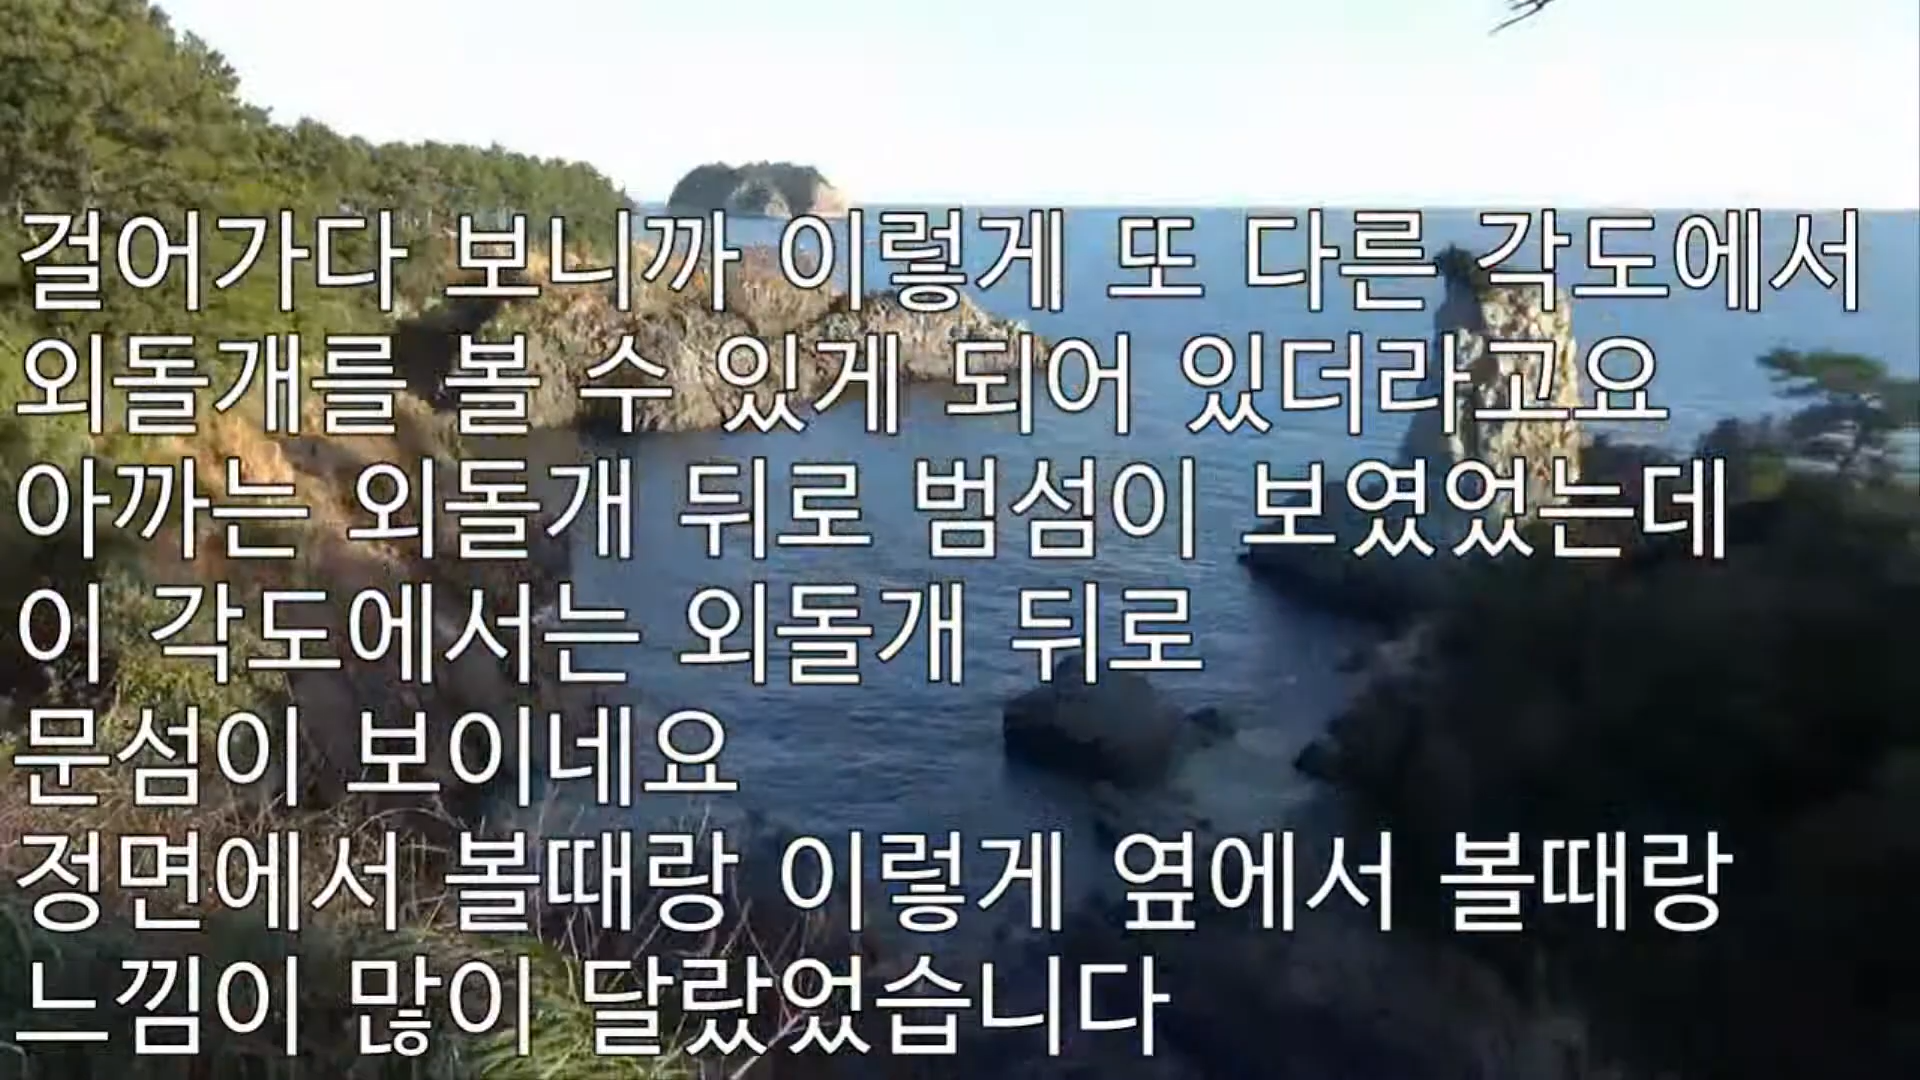 걸어가다 보니까 이렇게 또 다른 각도에서
외돌개를 볼 수 있게 되어 있더라고요
아까는 외돌개 뒤로 범섬이 보였었는데
이 각도에서는 외돌개 뒤로
문섬이 보이네요
정면에서 볼때랑 이렇게 옆에서 볼때랑
느낌이 많이 달랐었습니다